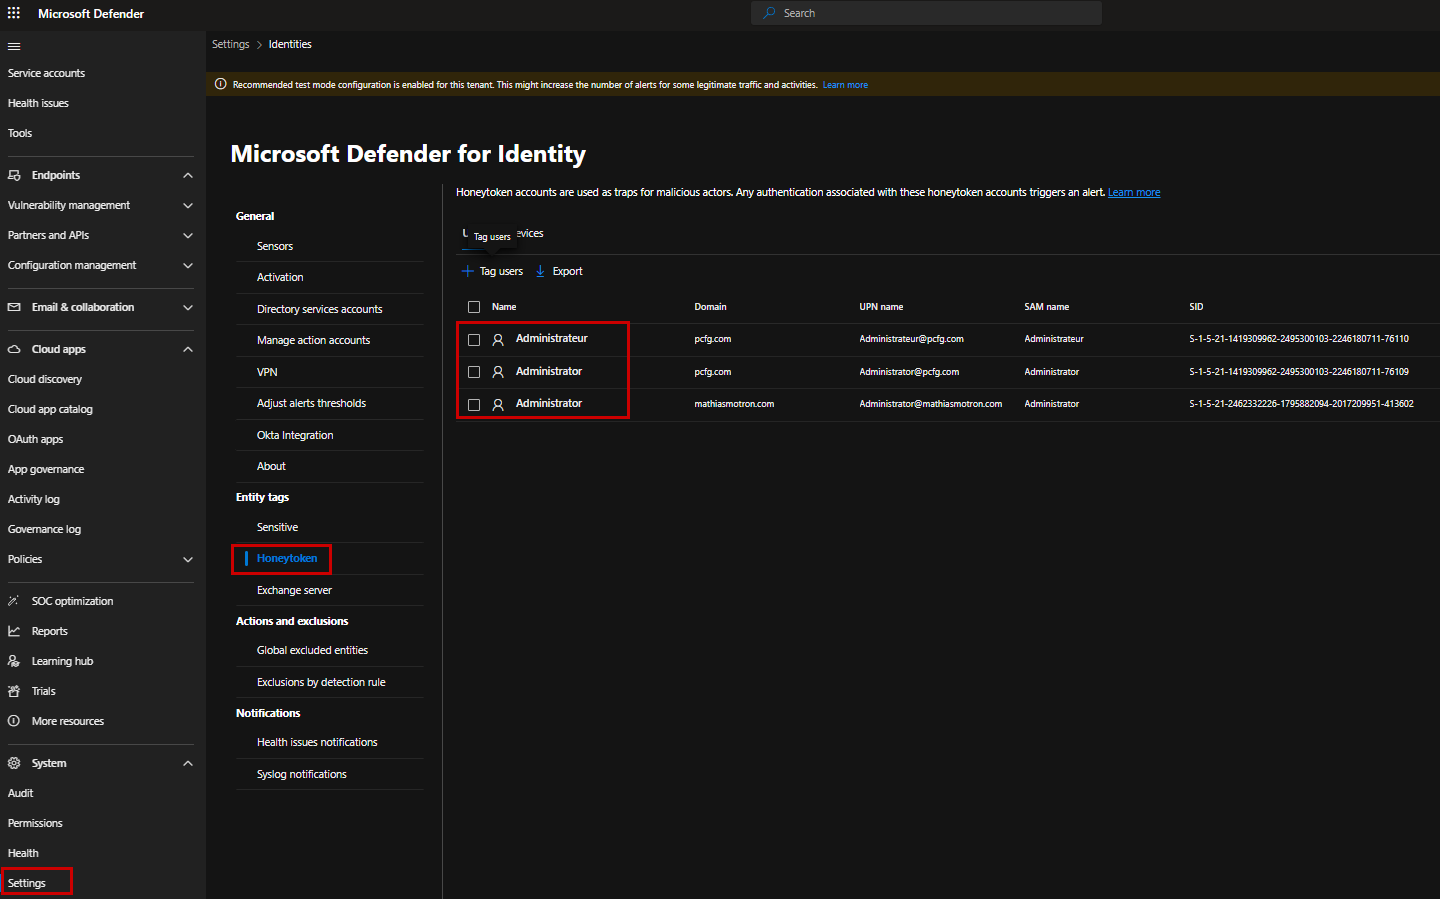 Microsoft Defender
Search
Service accounts
Health issues
Tools
Endpoints
Vulnerability management
Partners and APIs
Configuration management
Email & collaboration
Cloud apps
Cloud discovery
Cloud app catalog
OAuth apps
App governance
Activity log
Governance log
Policies
SOC optimization
Reports
Learning hub
Trials
More resources
System
Audit
Permissions
Health
Settings
Settings > Identities
Recommended test mode configuration is enabled for this tenant. This might increase the number of alerts for some legitimate traffic and activities. Learn more
Microsoft Defender for Identity
General
Sensors
Activation
Directory services accounts
Manage action accounts
VPN
Adjust alerts thresholds
Okta Integration
About
Entity tags
Sensitive
Honeytoken
Exchange server
Actions and exclusions
Global excluded entities
Exclusions by detection rule
Notifications
Health issues notifications
Syslog notifications
Honeytoken accounts are used as traps for malicious actors. Any authentication associated with these honeytoken accounts triggers an alert. Learn more
Tag users
Tag users Export
Name Domain UPN name SAM name SID
Administrateur pcfg.com Administrateur@pcfg.com Administrateur S-1-5-21-1419309962-2495300103-2246180711-76110
Administrator pcfg.com Administrator@pcfg.com Administrator S-1-5-21-1419309962-2495300103-2246180711-76109
Administrator mathiasmotron.com Administrator@mathiasmotron.com Administrator S-1-5-21-2462332226-1795882094-2017209951-413602